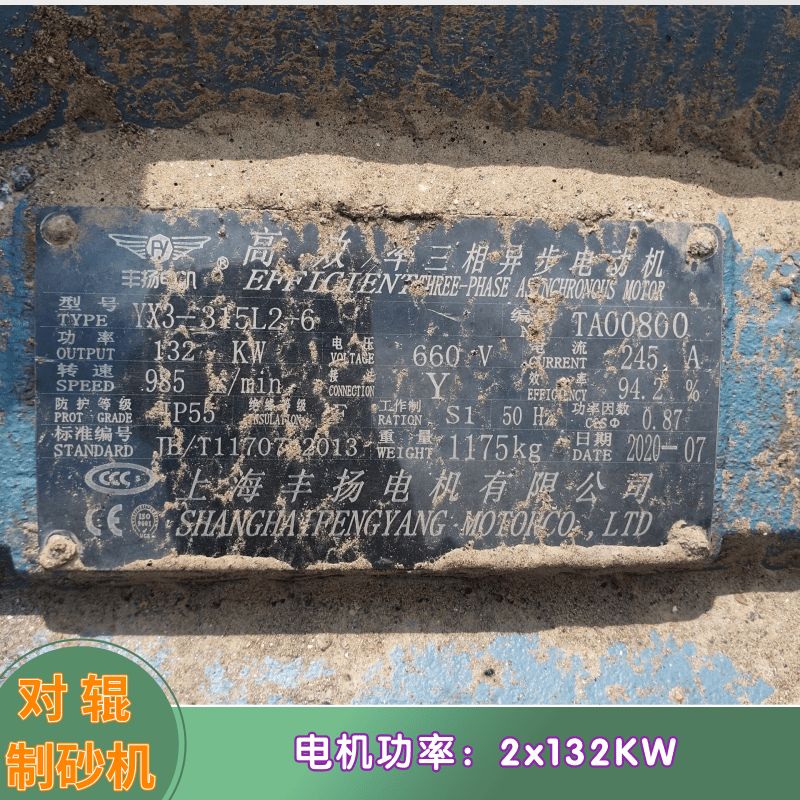 FY
丰扬 CN ®
高 效 三相异步电动机
EFFICIENT THREE-PHASE ASYNCHRONOUS MOTOR
型号 TYPE YX3-315L2-6 编 TA00800
功率 OUTPUT 132 KW 电压 VOLTAGE 660 V 电流 CURRENT 245 A
转速 SPEED 985 r/min 接法 CONNECTION Y 效率 EFFICIENCY 94.2 %
防护等级 PROT GRADE IP55 绝缘等级 INSULATION F 工作制 RATION S1 50 Hz 功率因数 COSΦ 0.87
标准编号 STANDARD JB/T11707-2013 重量 WEIGHT 1175kg 日期 DATE 2020-07
CCC 上海丰扬电机有限公司
CE ISO 9001 SHANGHAI FENGYANG MOTOR CO.,LTD
对辊
制砂机
电机功率：2x132KW